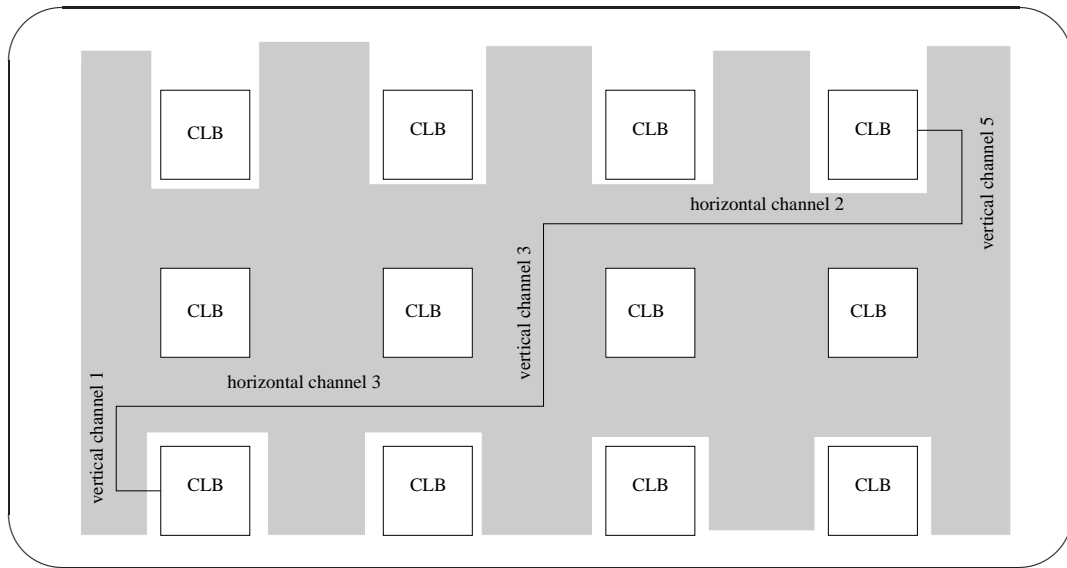 CLB
CLB
CLB
CLB
vertical channel 5
horizontal channel 2
vertical channel 3
CLB
CLB
CLB
CLB
horizontal channel 3
vertical channel 1
CLB
CLB
CLB
CLB